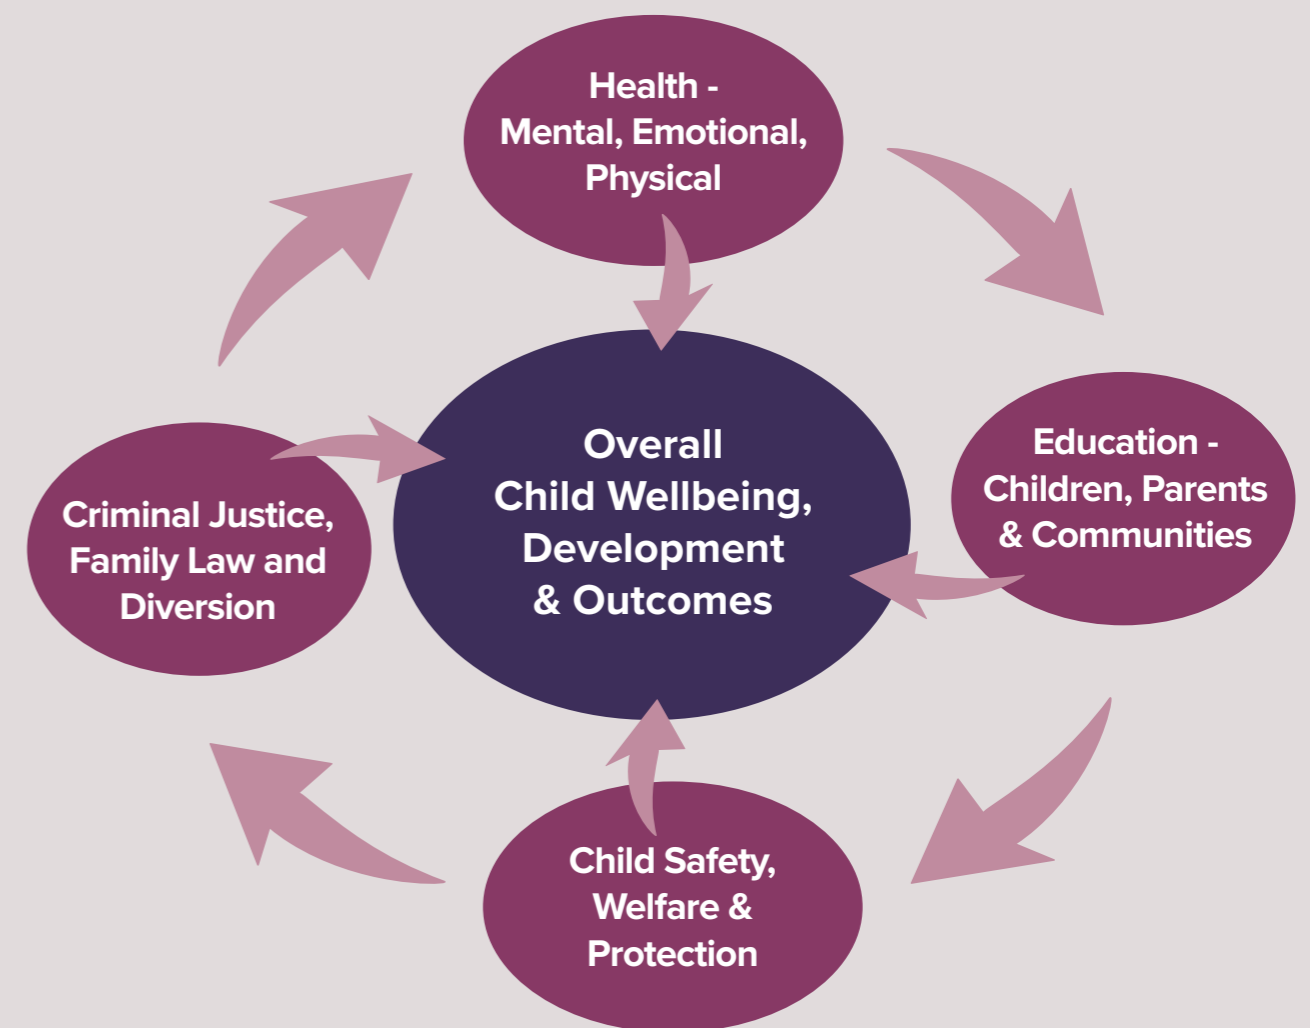 Health -
Mental, Emotional,
Physical
Overall
Child Wellbeing,
Development
& Outcomes
Education -
Children, Parents
& Communities
Criminal Justice,
Family Law and
Diversion
Child Safety,
Welfare &
Protection